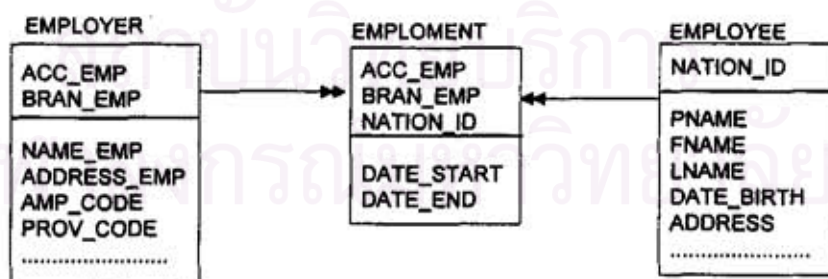 EMPLOYER
ACC_EMP
BRAN_EMP
NAME_EMP
ADDRESS_EMP
AMP_CODE
PROV_CODE
........................
EMPLOMENT
ACC_EMP
BRAN_EMP
NATION_ID
DATE_START
DATE_END
EMPLOYEE
NATION_ID
PNAME
FNAME
LNAME
DATE_BIRTH
ADDRESS
........................